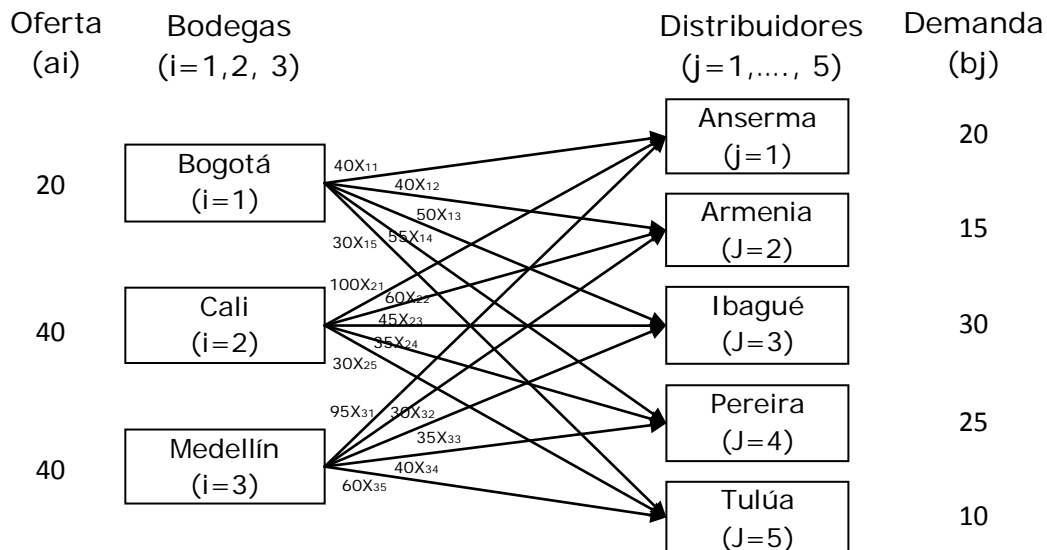 Oferta
(ai)
Bodegas
(i=1,2, 3)
Distribuidores
(j=1,...., 5)
Demanda
(bj)
20
Bogotá
(i=1)
40X11
40X12
50X13
55X14
30X15
Anserma
(j=1)
20
Armenia
(J=2)
15
40
Cali
(i=2)
100X21
60X22
45X23
35X24
30X25
Ibagué
(J=3)
30
40
Medellín
(i=3)
95X31
30X32
35X33
40X34
60X35
Pereira
(J=4)
25
Tulúa
(J=5)
10